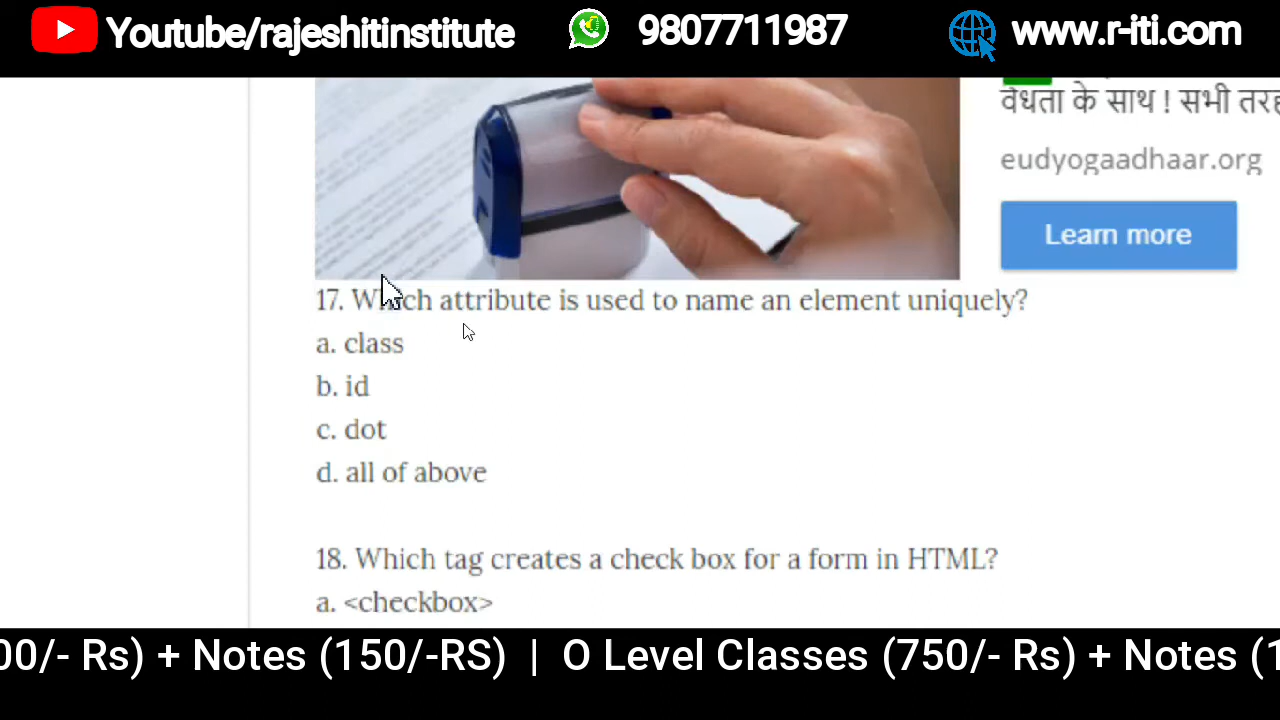 Youtube/rajeshitinstitute 9807711987 www.r-iti.com
वैधता के साथ ! सभी तरह
eudyogaadhaar.org
Learn more
17. Which attribute is used to name an element uniquely?
a. class
b. id
c. dot
d. all of above
18. Which tag creates a check box for a form in HTML?
a. <checkbox>
00/- Rs) + Notes (150/-RS) | O Level Classes (750/- Rs) + Notes (1